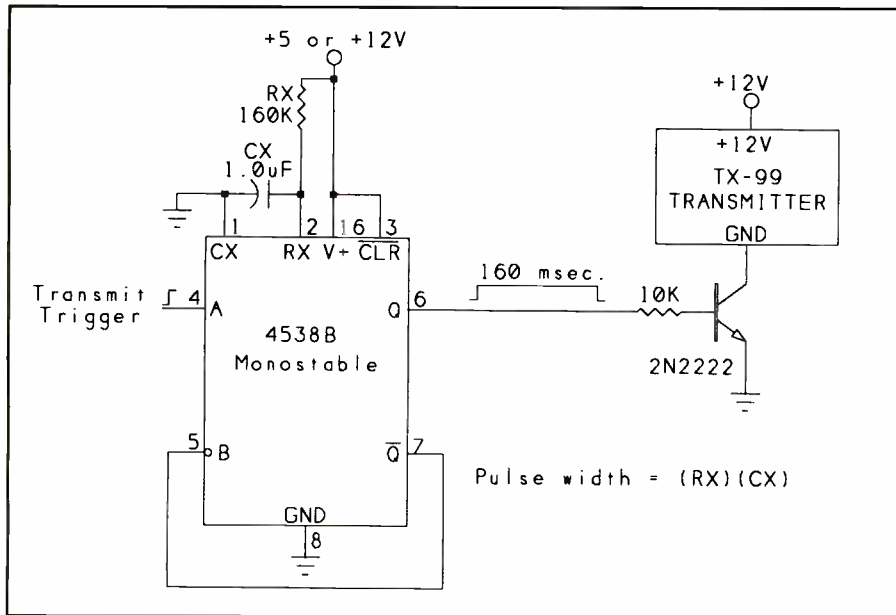 +5 or +12V
RX
160K
CX
1.0uF
+12V
+12V
TX-99
TRANSMITTER
GND
1
2
16
3
CX
RX
V+
CLR
Transmit
Trigger
4
A
4538B
Monostable
Q
6
160 msec.
10K
2N2222
5
B
Q
7
Pulse width = (RX)(CX)
GND
8